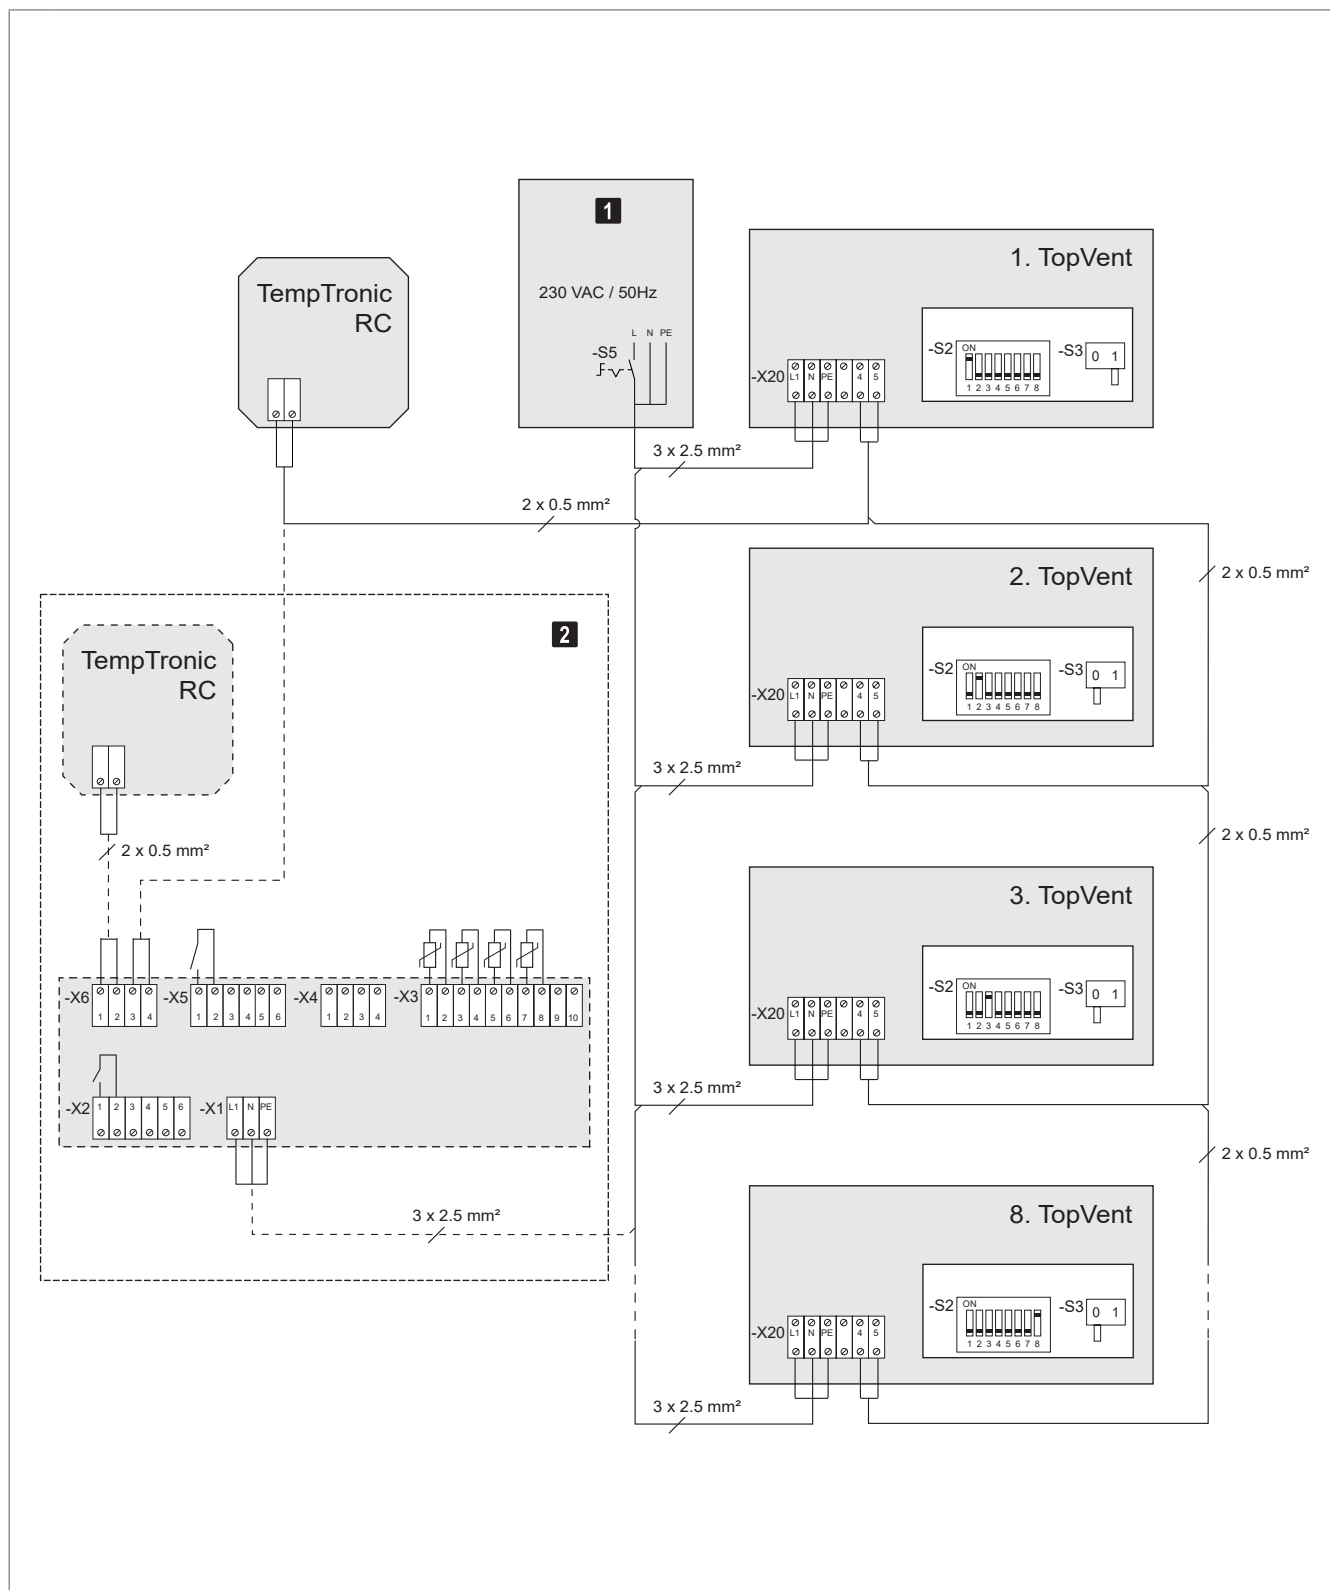 1
230 VAC / 50Hz
L N PE
-S5
TempTronic
RC
1. TopVent
-S2
ON
1 2 3 4 5 6 7 8
-S3
0 1
-X20
L1 N PE 4 5
3 x 2.5 mm²
2 x 0.5 mm²
2. TopVent
2 x 0.5 mm²
-S2
ON
1 2 3 4 5 6 7 8
-S3
0 1
-X20
L1 N PE 4 5
3 x 2.5 mm²
2
TempTronic
RC
2 x 0.5 mm²
2 x 0.5 mm²
3. TopVent
-S2
ON
1 2 3 4 5 6 7 8
-S3
0 1
-X20
L1 N PE 4 5
3 x 2.5 mm²
-X6
1 2 3 4
-X5
1 2 3 4 5 6
-X4
1 2 3 4
-X3
1 2 3 4 5 6 7 8 9 10
-X2
1 2 3 4 5 6
-X1
L1 N PE
3 x 2.5 mm²
2 x 0.5 mm²
8. TopVent
-S2
ON
1 2 3 4 5 6 7 8
-S3
0 1
-X20
L1 N PE 4 5
3 x 2.5 mm²